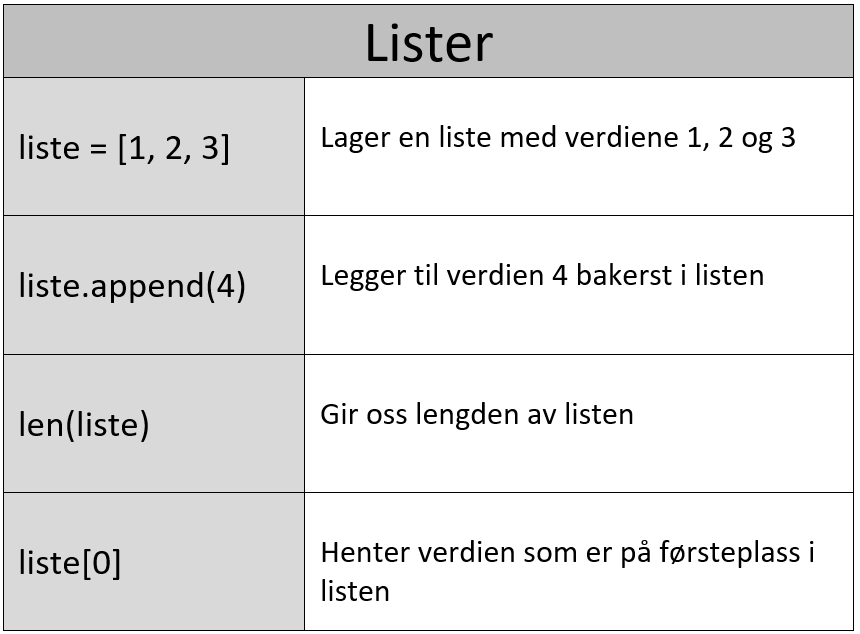 Lister
liste = [1, 2, 3]
Lager en liste med verdiene 1, 2 og 3
liste.append(4)
Legger til verdien 4 bakerst i listen
len(liste)
Gir oss lengden av listen
liste[0]
Henter verdien som er på førsteplass i
listen